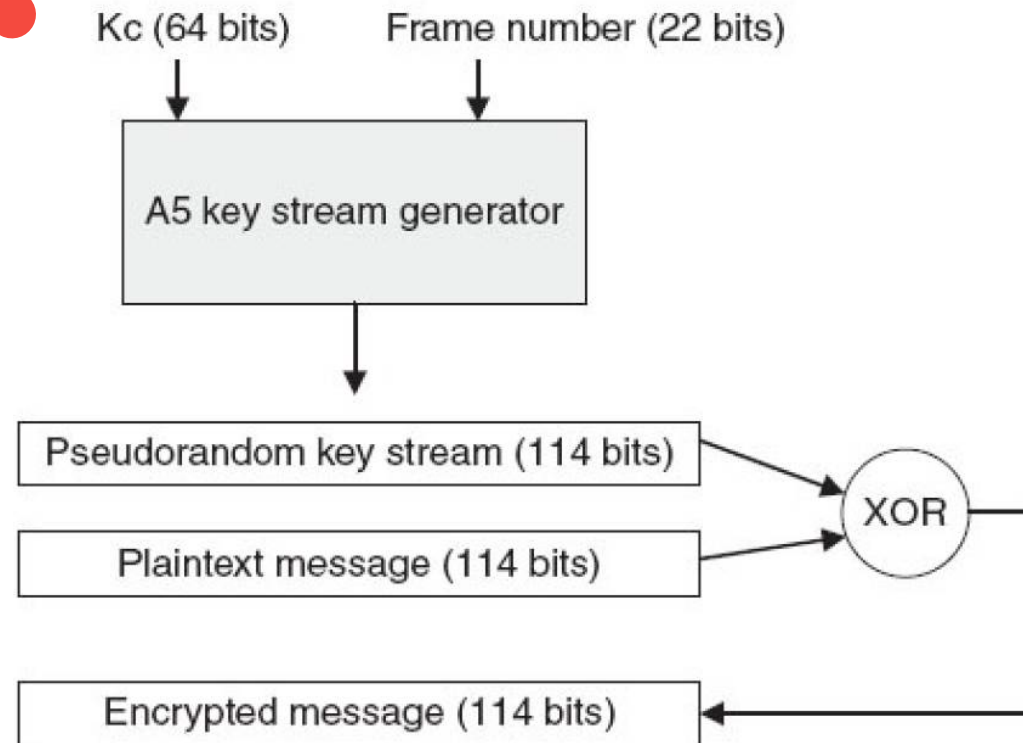 Kc (64 bits)
Frame number (22 bits)
A5 key stream generator
Pseudorandom key stream (114 bits)
XOR
Plaintext message (114 bits)
Encrypted message (114 bits)